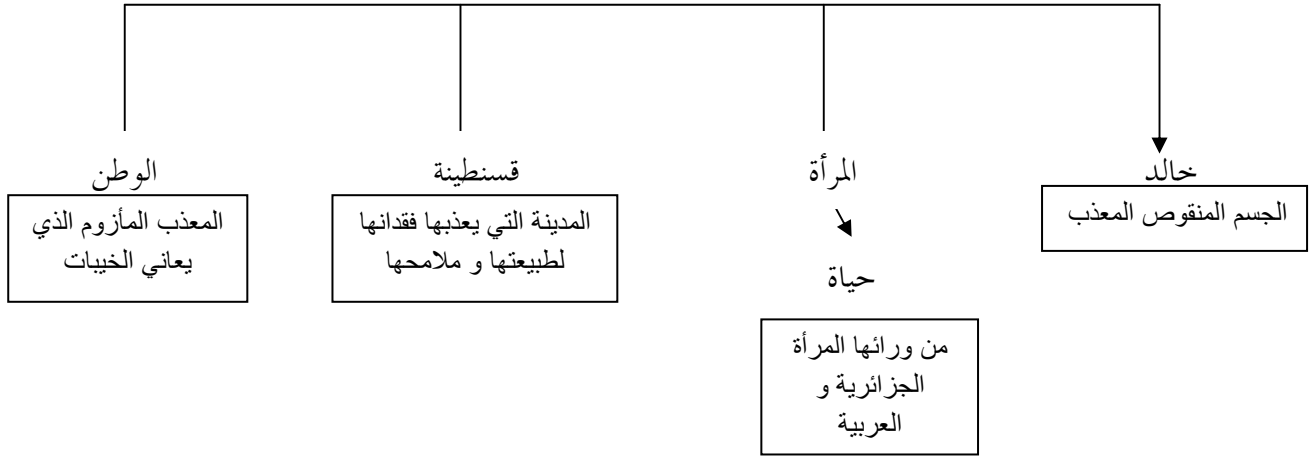 خالد
الجسم المنقوص المعذب
المرأة
حياة
من ورائها المرأة
الجزائرية و
العربية
قسنطينة
المدينة التي يعذبها فقدانها
لطبيعتها و ملامحها
الوطن
المعذب المأزوم الذي
يعاني الخيبات